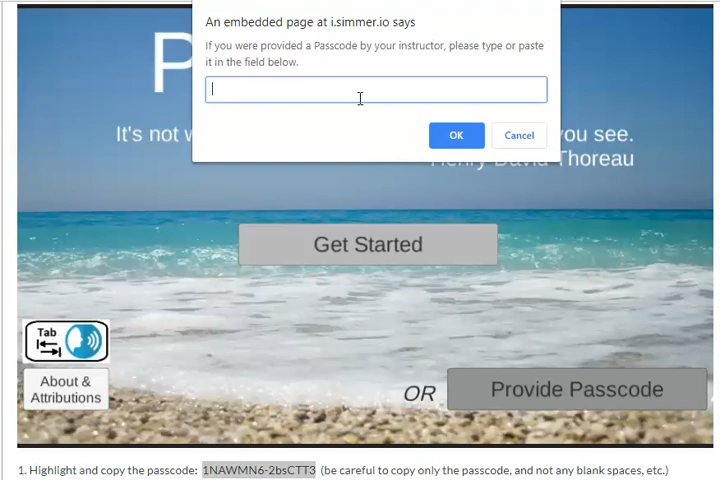 An embedded page at i.simmer.io says
If you were provided a Passcode by your instructor, please type or paste
it in the field below.
OK
Cancel
P
It's not w
you see.
Henry David Thoreau
Get Started
Tab
About &
Attributions
OR
Provide Passcode
1. Highlight and copy the passcode: 1NAWMN6-2bsCTT3 (be careful to copy only the passcode, and not any blank spaces, etc.)